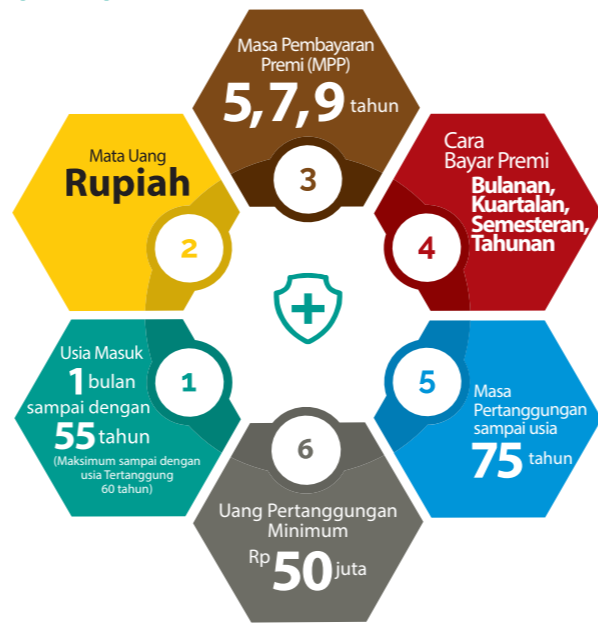 1
Usia Masuk
1 bulan
sampai dengan
55 tahun
(Maksimum sampai dengan
usia Tertanggung
60 tahun)
2
Mata Uang
Rupiah
3
Masa Pembayaran
Premi (MPP)
5,7,9 tahun
4
Cara
Bayar Premi
Bulanan,
Kuartalan,
Semesteran,
Tahunan
5
Masa
Pertanggungan
sampai usia
75 tahun
6
Uang Pertanggungan
Minimum
Rp 50 juta